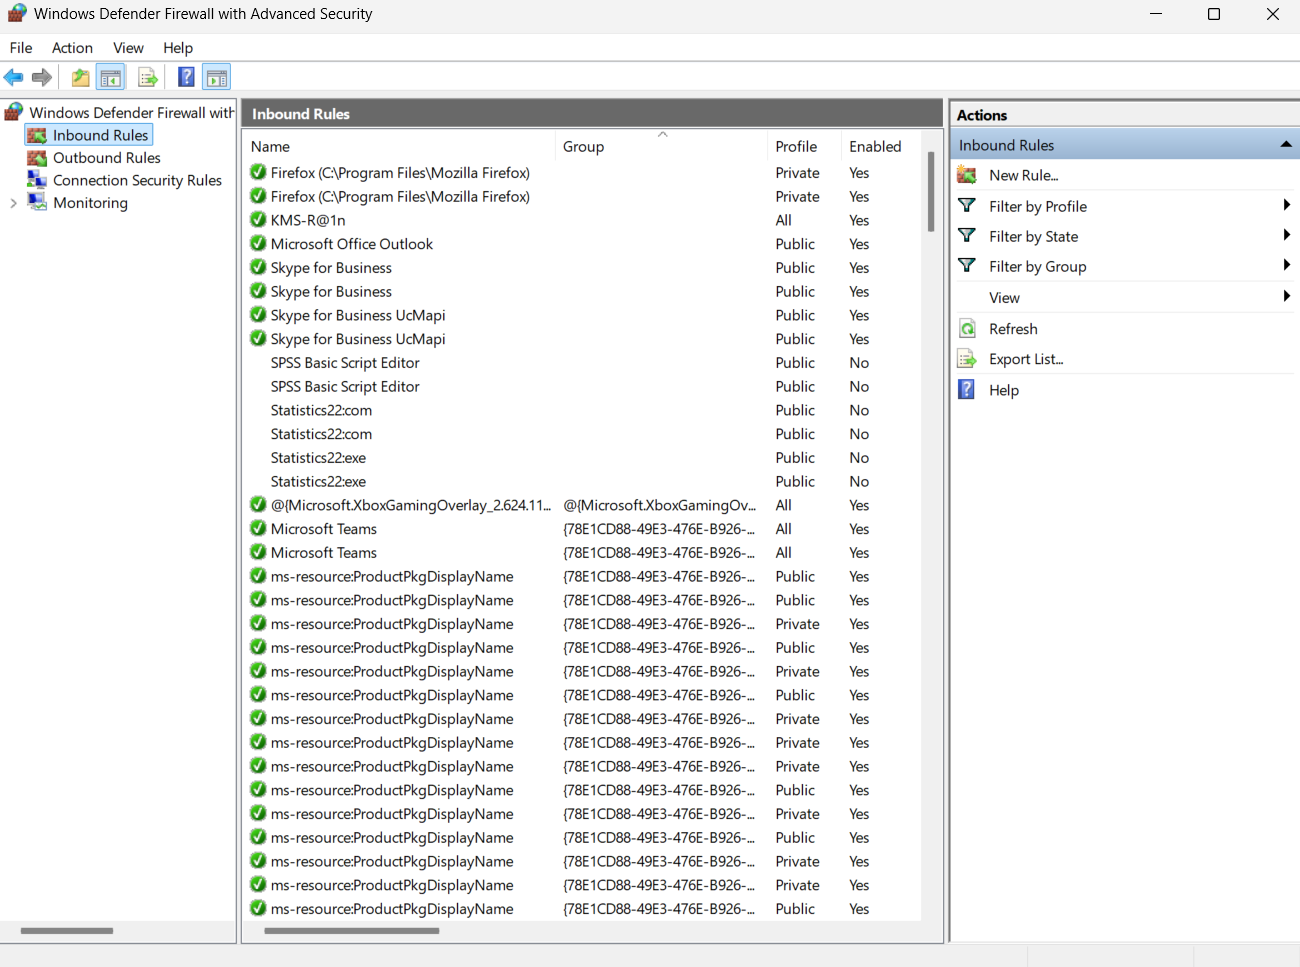 Windows Defender Firewall with Advanced Security
File Action View Help
Windows Defender Firewall with
Inbound Rules
Outbound Rules
Connection Security Rules
Monitoring
Inbound Rules
Name Group Profile Enabled
Firefox (C:\Program Files\Mozilla Firefox) Private Yes
Firefox (C:\Program Files\Mozilla Firefox) Private Yes
KMS-R@1n All Yes
Microsoft Office Outlook Public Yes
Skype for Business Public Yes
Skype for Business Public Yes
Skype for Business UcMapi Public Yes
Skype for Business UcMapi Public Yes
SPSS Basic Script Editor Public No
SPSS Basic Script Editor Public No
Statistics22:com Public No
Statistics22:com Public No
Statistics22:exe Public No
Statistics22:exe Public No
@{Microsoft.XboxGamingOverlay_2.624.11... @{Microsoft.XboxGamingOv... All Yes
Microsoft Teams {78E1CD88-49E3-476E-B926-... All Yes
Microsoft Teams {78E1CD88-49E3-476E-B926-... All Yes
ms-resource:ProductPkgDisplayName {78E1CD88-49E3-476E-B926-... Public Yes
ms-resource:ProductPkgDisplayName {78E1CD88-49E3-476E-B926-... Public Yes
ms-resource:ProductPkgDisplayName {78E1CD88-49E3-476E-B926-... Private Yes
ms-resource:ProductPkgDisplayName {78E1CD88-49E3-476E-B926-... Public Yes
ms-resource:ProductPkgDisplayName {78E1CD88-49E3-476E-B926-... Private Yes
ms-resource:ProductPkgDisplayName {78E1CD88-49E3-476E-B926-... Public Yes
ms-resource:ProductPkgDisplayName {78E1CD88-49E3-476E-B926-... Private Yes
ms-resource:ProductPkgDisplayName {78E1CD88-49E3-476E-B926-... Private Yes
ms-resource:ProductPkgDisplayName {78E1CD88-49E3-476E-B926-... Private Yes
ms-resource:ProductPkgDisplayName {78E1CD88-49E3-476E-B926-... Public Yes
ms-resource:ProductPkgDisplayName {78E1CD88-49E3-476E-B926-... Private Yes
ms-resource:ProductPkgDisplayName {78E1CD88-49E3-476E-B926-... Public Yes
ms-resource:ProductPkgDisplayName {78E1CD88-49E3-476E-B926-... Private Yes
ms-resource:ProductPkgDisplayName {78E1CD88-49E3-476E-B926-... Private Yes
ms-resource:ProductPkgDisplayName {78E1CD88-49E3-476E-B926-... Public Yes
Actions
Inbound Rules
New Rule...
Filter by Profile
Filter by State
Filter by Group
View
Refresh
Export List...
Help